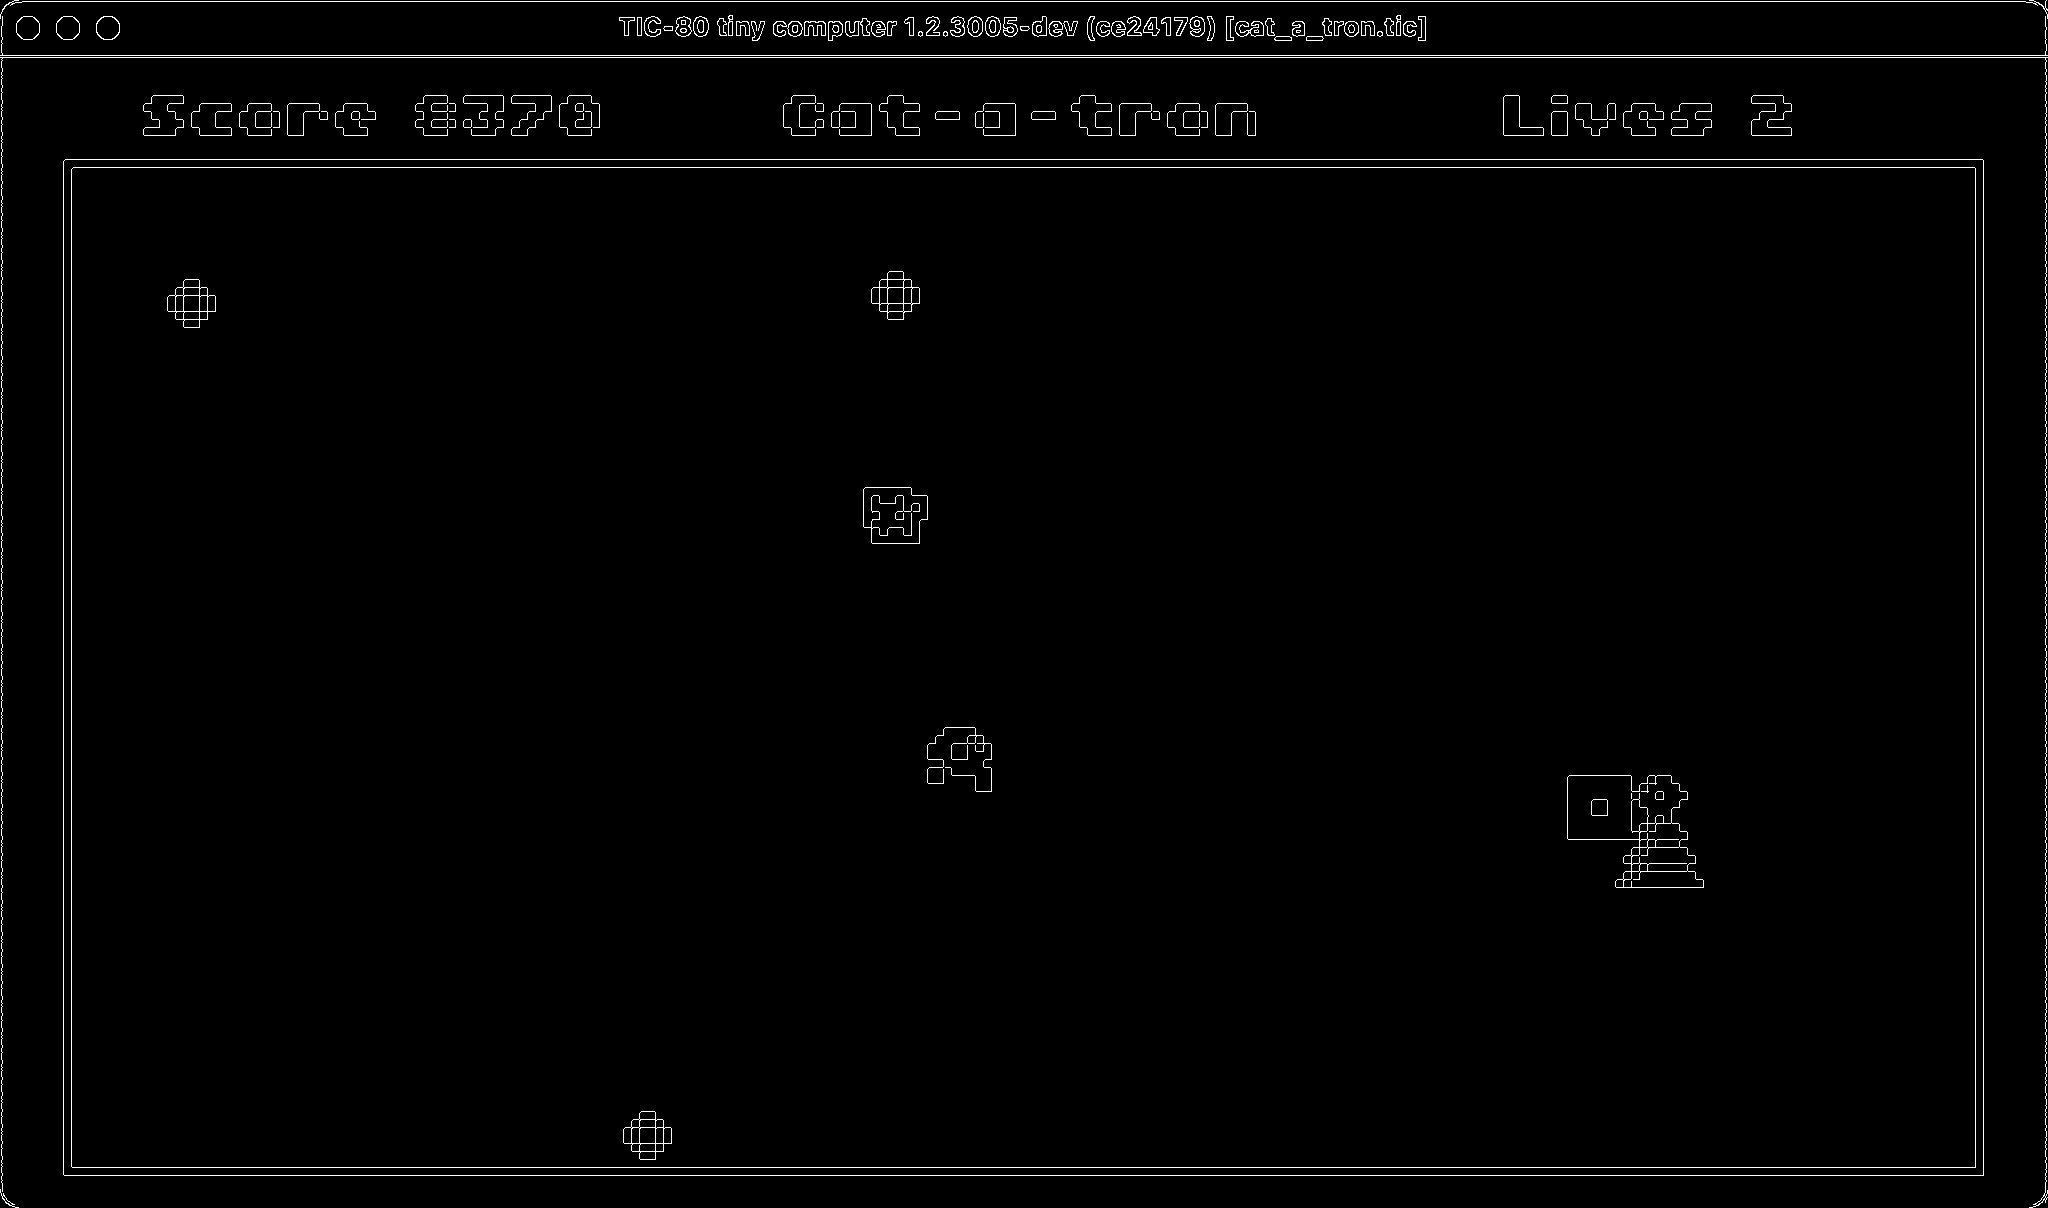 TIC-80 tiny computer 1.2.3005-dev (ce24179) [cat_a_tron.tic]
Score 8370 Cat-a-tron Lives 2